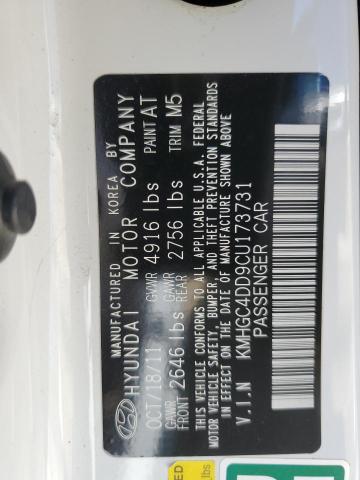 MANUFACTURED IN KOREA BY
HYUNDAI MOTOR COMPANY
OCT/18/11 GVWR 4916 lbs PAINT AT
GAWR FRONT 2646 lbs GAWR REAR 2756 lbs TRIM M5
THIS VEHICLE CONFORMS TO ALL APPLICABLE U.S.A. FEDERAL
MOTOR VEHICLE SAFETY, BUMPER, AND THEFT PREVENTION STANDARDS
IN EFFECT ON THE DATE OF MANUFACTURE SHOWN ABOVE
V.I.N KMHGC4DD9CU173731
PASSENGER CAR
lbs